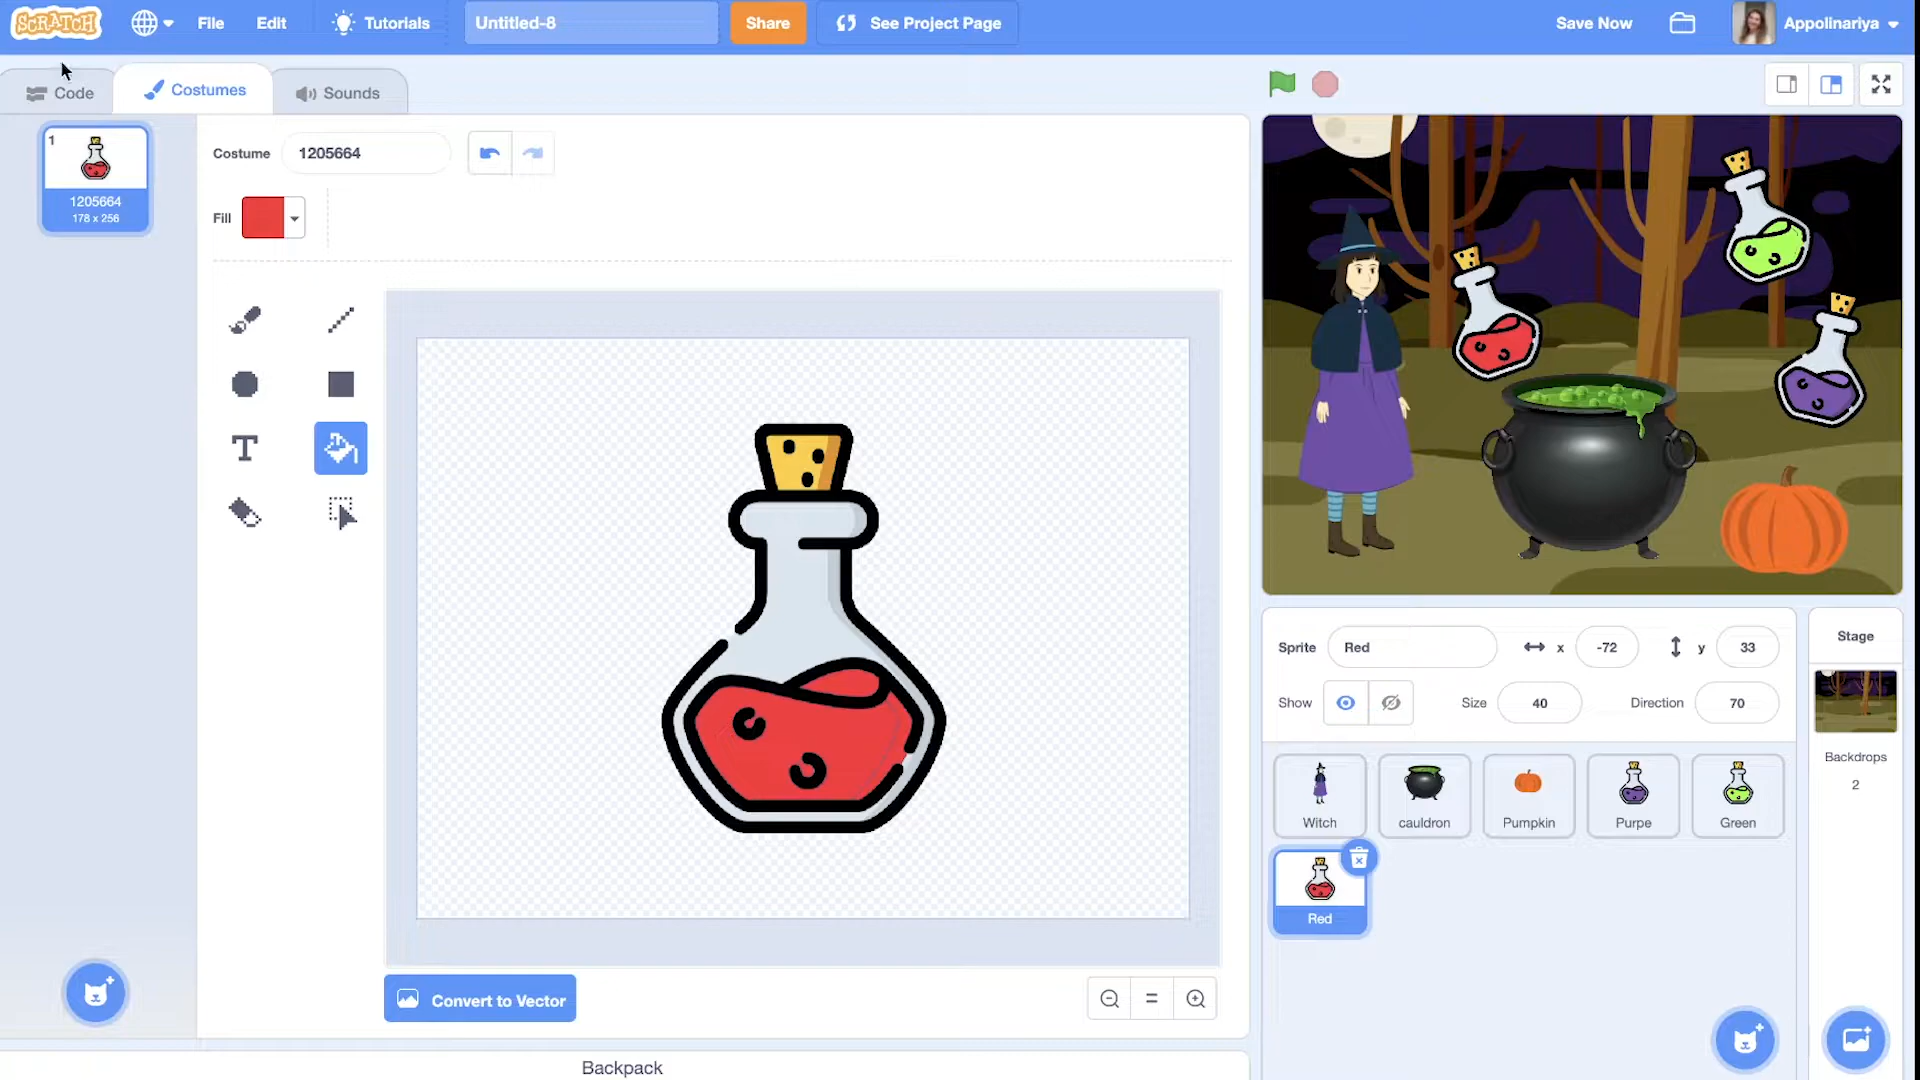 SCRATCH File Edit Tutorials Untitled-8 Share See Project Page Save Now Appolinariya
Code Costumes Sounds
1
1205664
178 x 256
Costume 1205664
Fill
T
Convert to Vector
Backpack
Sprite Red x -72 y 33
Show Size 40 Direction 70
Witch cauldron Pumpkin Purpe Green
Red
Stage
Backdrops
2